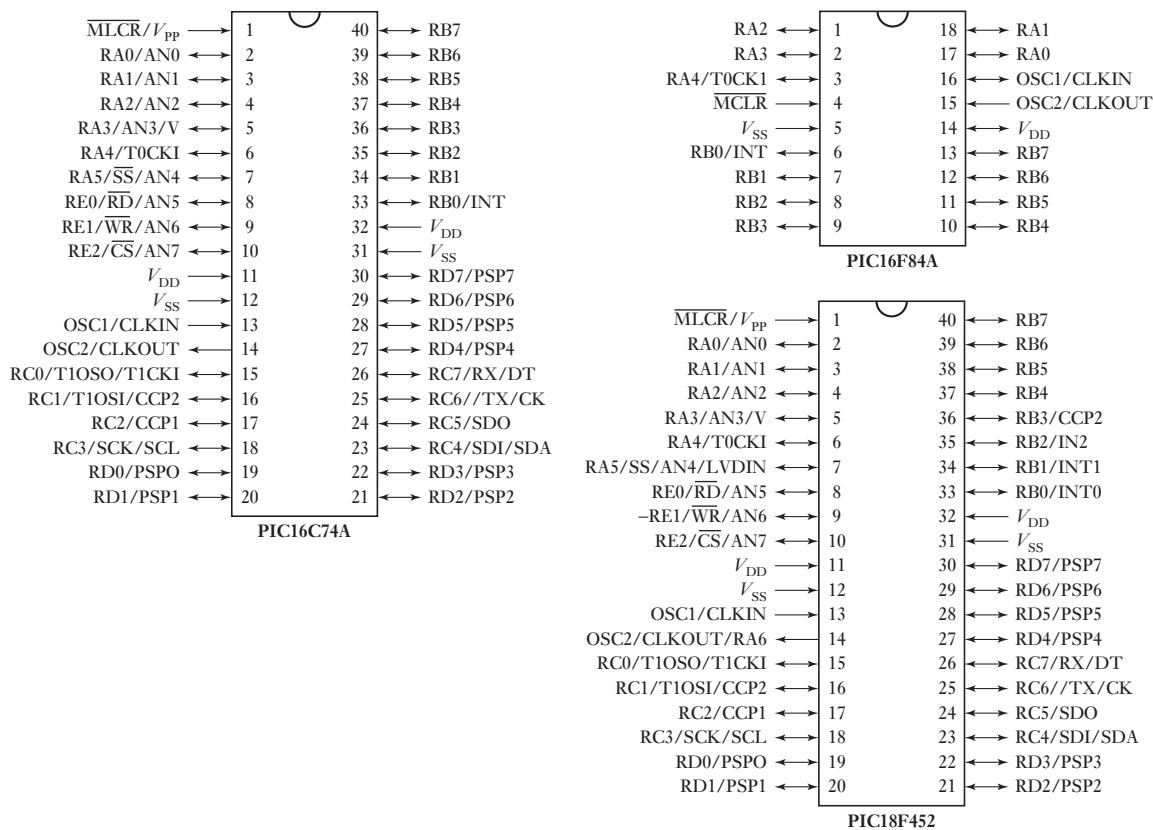 M̅L̅C̅R̅/VPP 1 40 RB7
RA0/AN0 2 39 RB6
RA1/AN1 3 38 RB5
RA2/AN2 4 37 RB4
RA3/AN3/V 5 36 RB3
RA4/T0CKI 6 35 RB2
RA5/S̅S̅/AN4 7 34 RB1
RE0/R̅D̅/AN5 8 33 RB0/INT
RE1/W̅R̅/AN6 9 32 VDD
RE2/C̅S̅/AN7 10 31 VSS
VDD 11 30 RD7/PSP7
VSS 12 29 RD6/PSP6
OSC1/CLKIN 13 28 RD5/PSP5
OSC2/CLKOUT 14 27 RD4/PSP4
RC0/T1OSO/T1CKI 15 26 RC7/RX/DT
RC1/T1OSI/CCP2 16 25 RC6//TX/CK
RC2/CCP1 17 24 RC5/SDO
RC3/SCK/SCL 18 23 RC4/SDI/SDA
RD0/PSPO 19 22 RD3/PSP3
RD1/PSP1 20 21 RD2/PSP2
PIC16C74A
RA2 1 18 RA1
RA3 2 17 RA0
RA4/T0CK1 3 16 OSC1/CLKIN
M̅C̅L̅R̅ 4 15 OSC2/CLKOUT
VSS 5 14 VDD
RB0/INT 6 13 RB7
RB1 7 12 RB6
RB2 8 11 RB5
RB3 9 10 RB4
PIC16F84A
M̅L̅C̅R̅/VPP 1 40 RB7
RA0/AN0 2 39 RB6
RA1/AN1 3 38 RB5
RA2/AN2 4 37 RB4
RA3/AN3/V 5 36 RB3/CCP2
RA4/T0CKI 6 35 RB2/IN2
RA5/SS/AN4/LVDIN 7 34 RB1/INT1
RE0/R̅D̅/AN5 8 33 RB0/INT0
–RE1/W̅R̅/AN6 9 32 VDD
RE2/C̅S̅/AN7 10 31 VSS
VDD 11 30 RD7/PSP7
VSS 12 29 RD6/PSP6
OSC1/CLKIN 13 28 RD5/PSP5
OSC2/CLKOUT/RA6 14 27 RD4/PSP4
RC0/T1OSO/T1CKI 15 26 RC7/RX/DT
RC1/T1OSI/CCP2 16 25 RC6//TX/CK
RC2/CCP1 17 24 RC5/SDO
RC3/SCK/SCL 18 23 RC4/SDI/SDA
RD0/PSPO 19 22 RD3/PSP3
RD1/PSP1 20 21 RD2/PSP2
PIC18F452